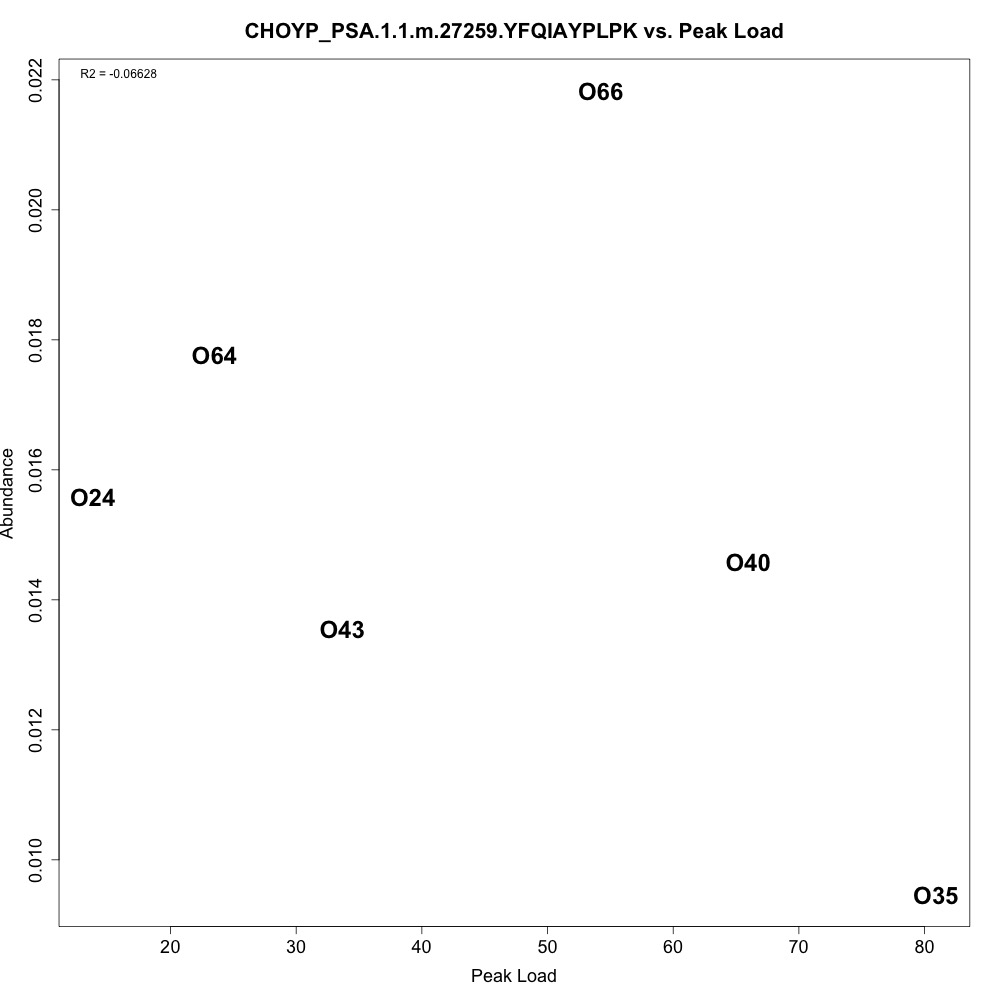 CHOYP_PSA.1.1.m.27259.YFQIAYPLPK vs. Peak Load
R2 = -0.06628
0.022
0.020
0.018
0.016
0.014
0.012
0.010
Abundance
O66
O64
O24
O40
O43
O35
20 30 40 50 60 70 80
Peak Load